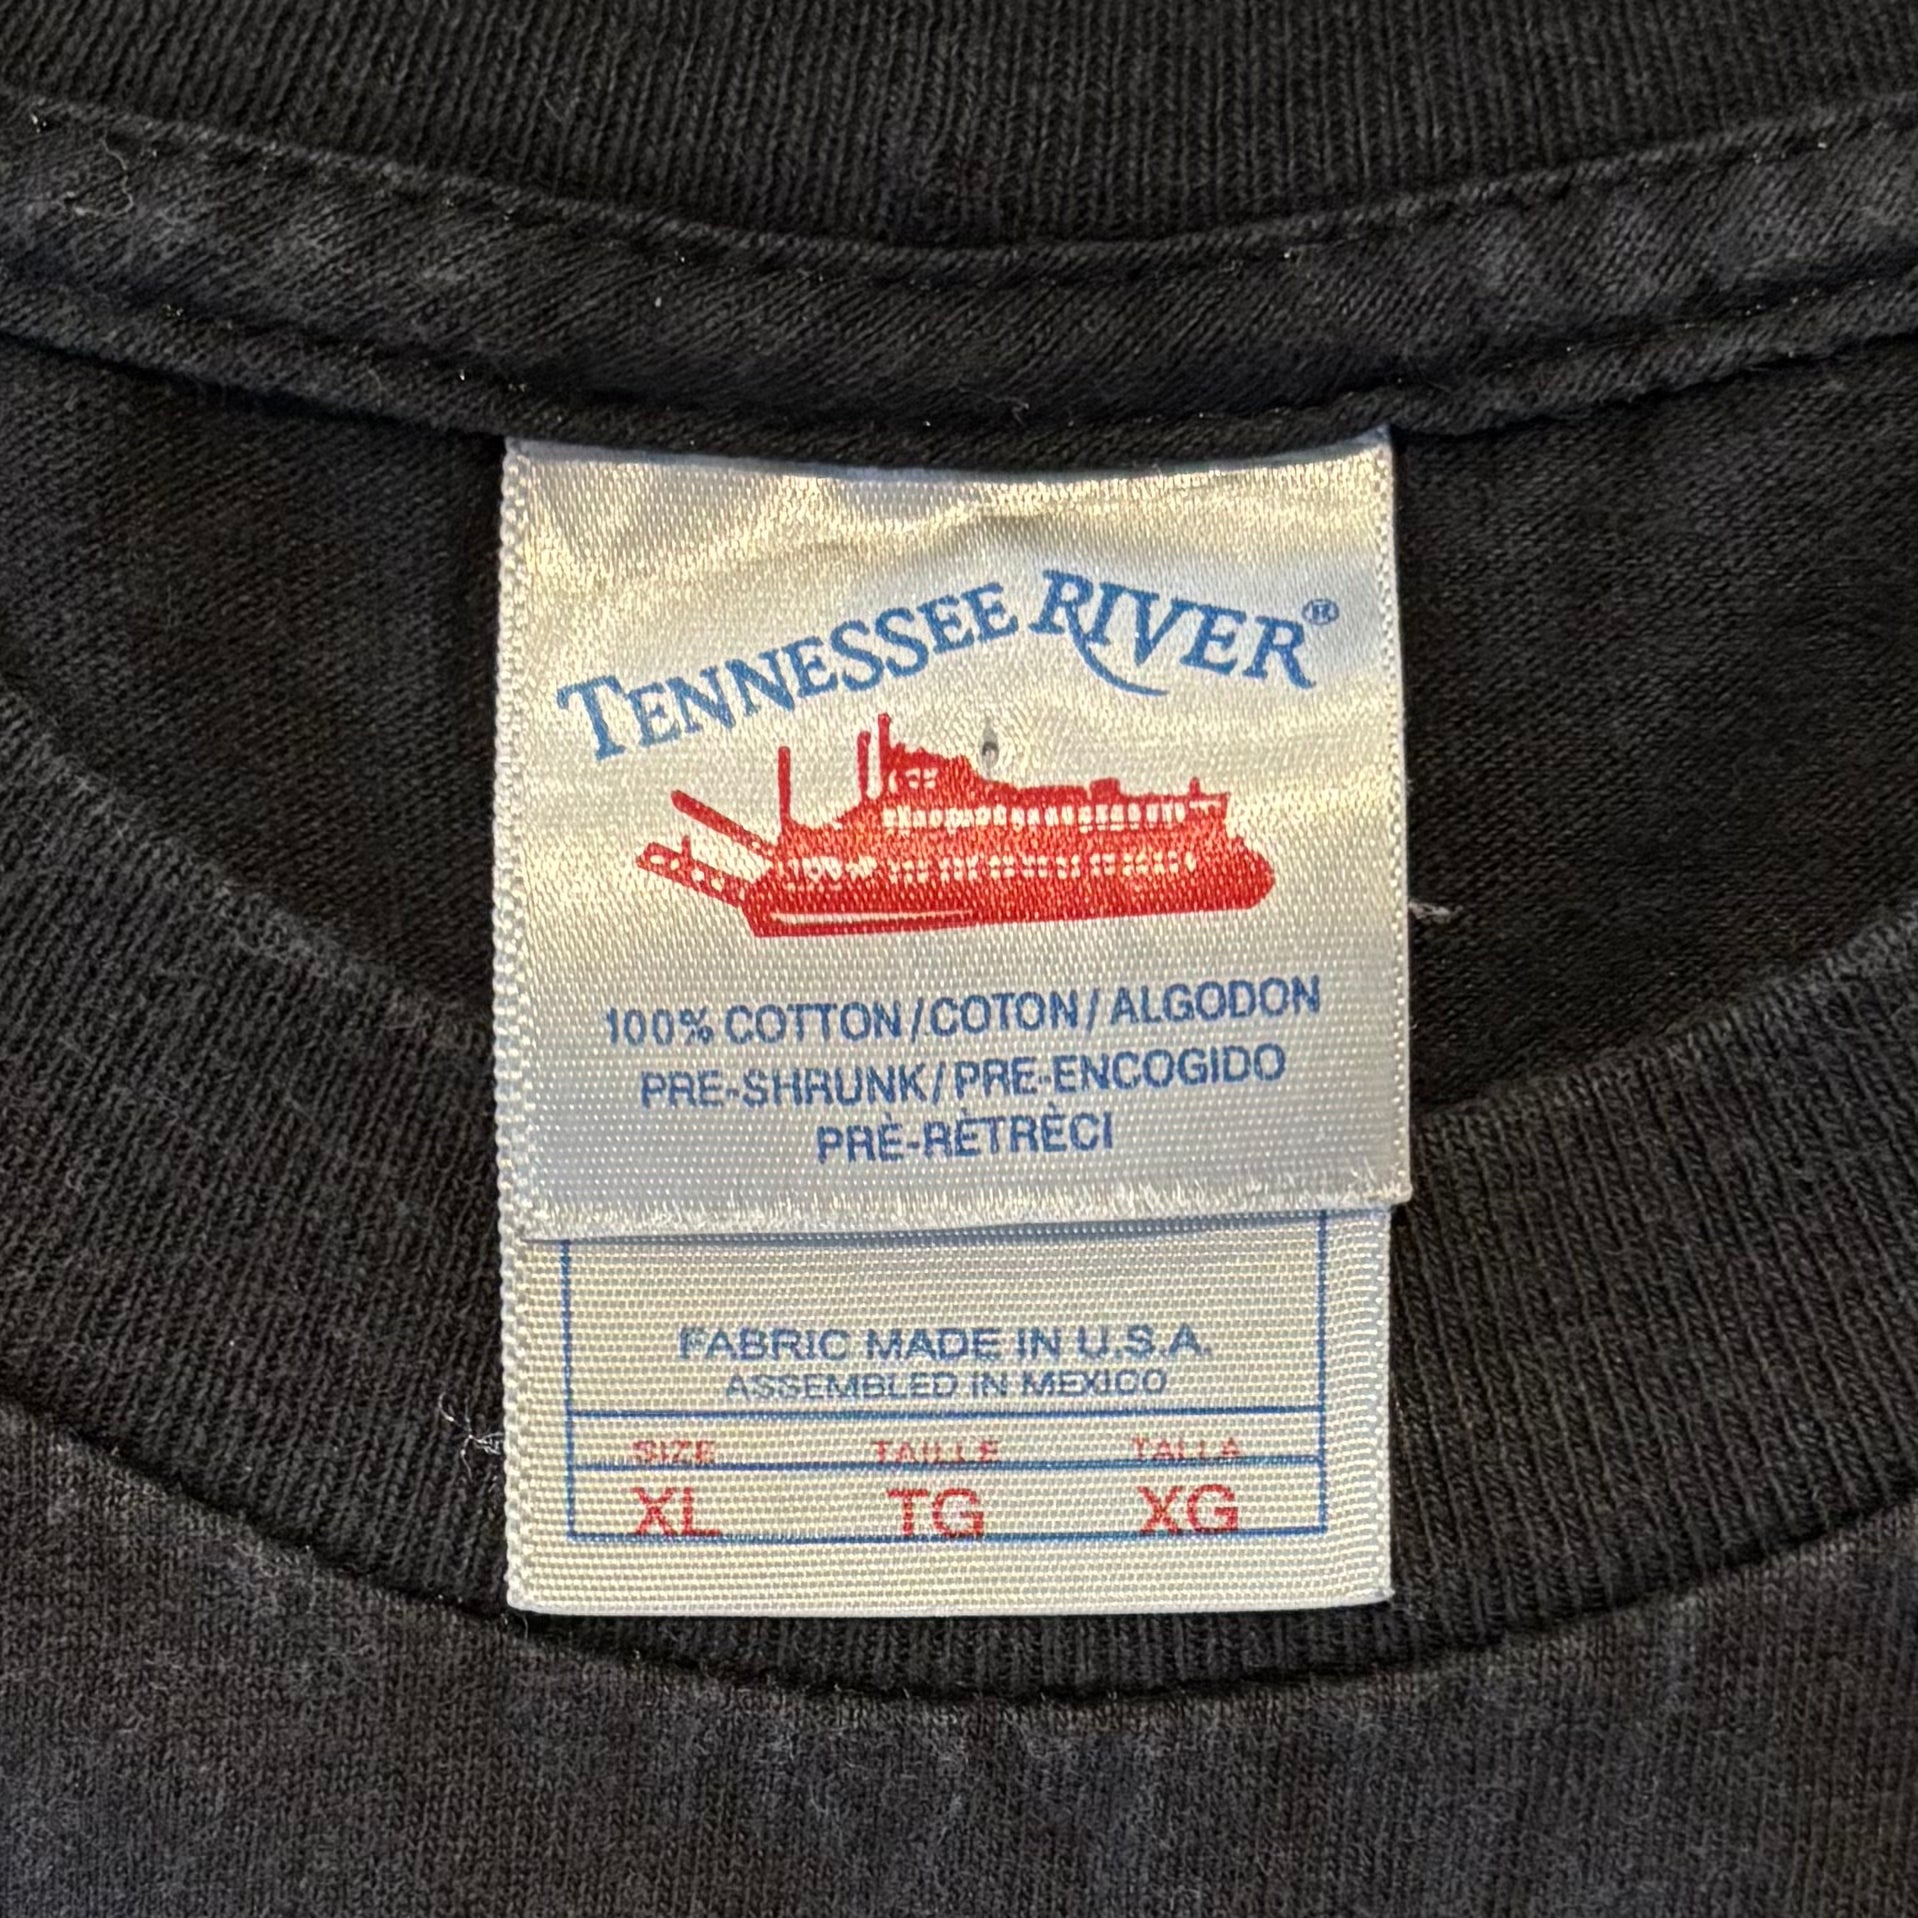 TENNESSEE RIVER®
100% COTTON/COTON/ALGODON
PRE-SHRUNK/PRE-ENCOGIDO
PRÈ-RÈTRÈCI
FABRIC MADE IN U.S.A.
ASSEMBLED IN MEXICO
SIZE TAILLE TALLA
XL TG XG